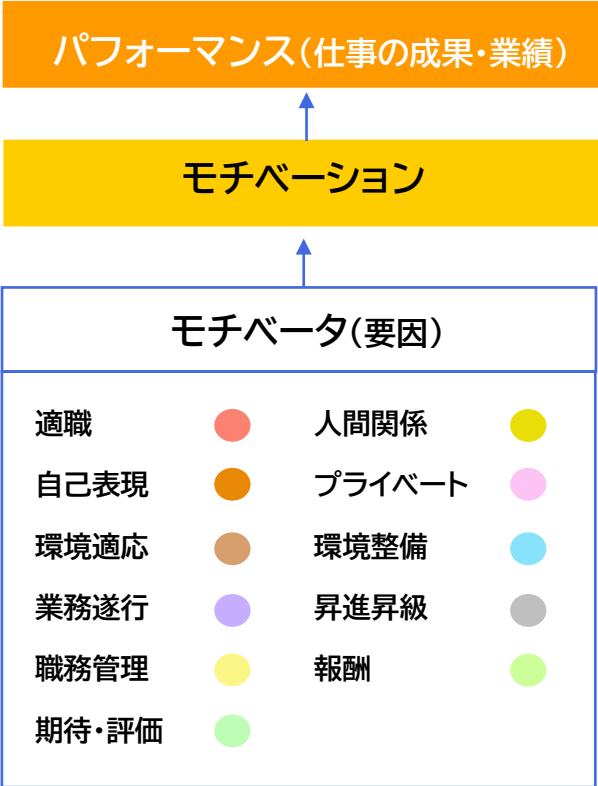 パフォーマンス(仕事の成果・業績)
モチベーション
モチベータ(要因)
適職
自己表現
環境適応
業務遂行
職務管理
期待・評価
人間関係
プライベート
環境整備
昇進昇級
報酬